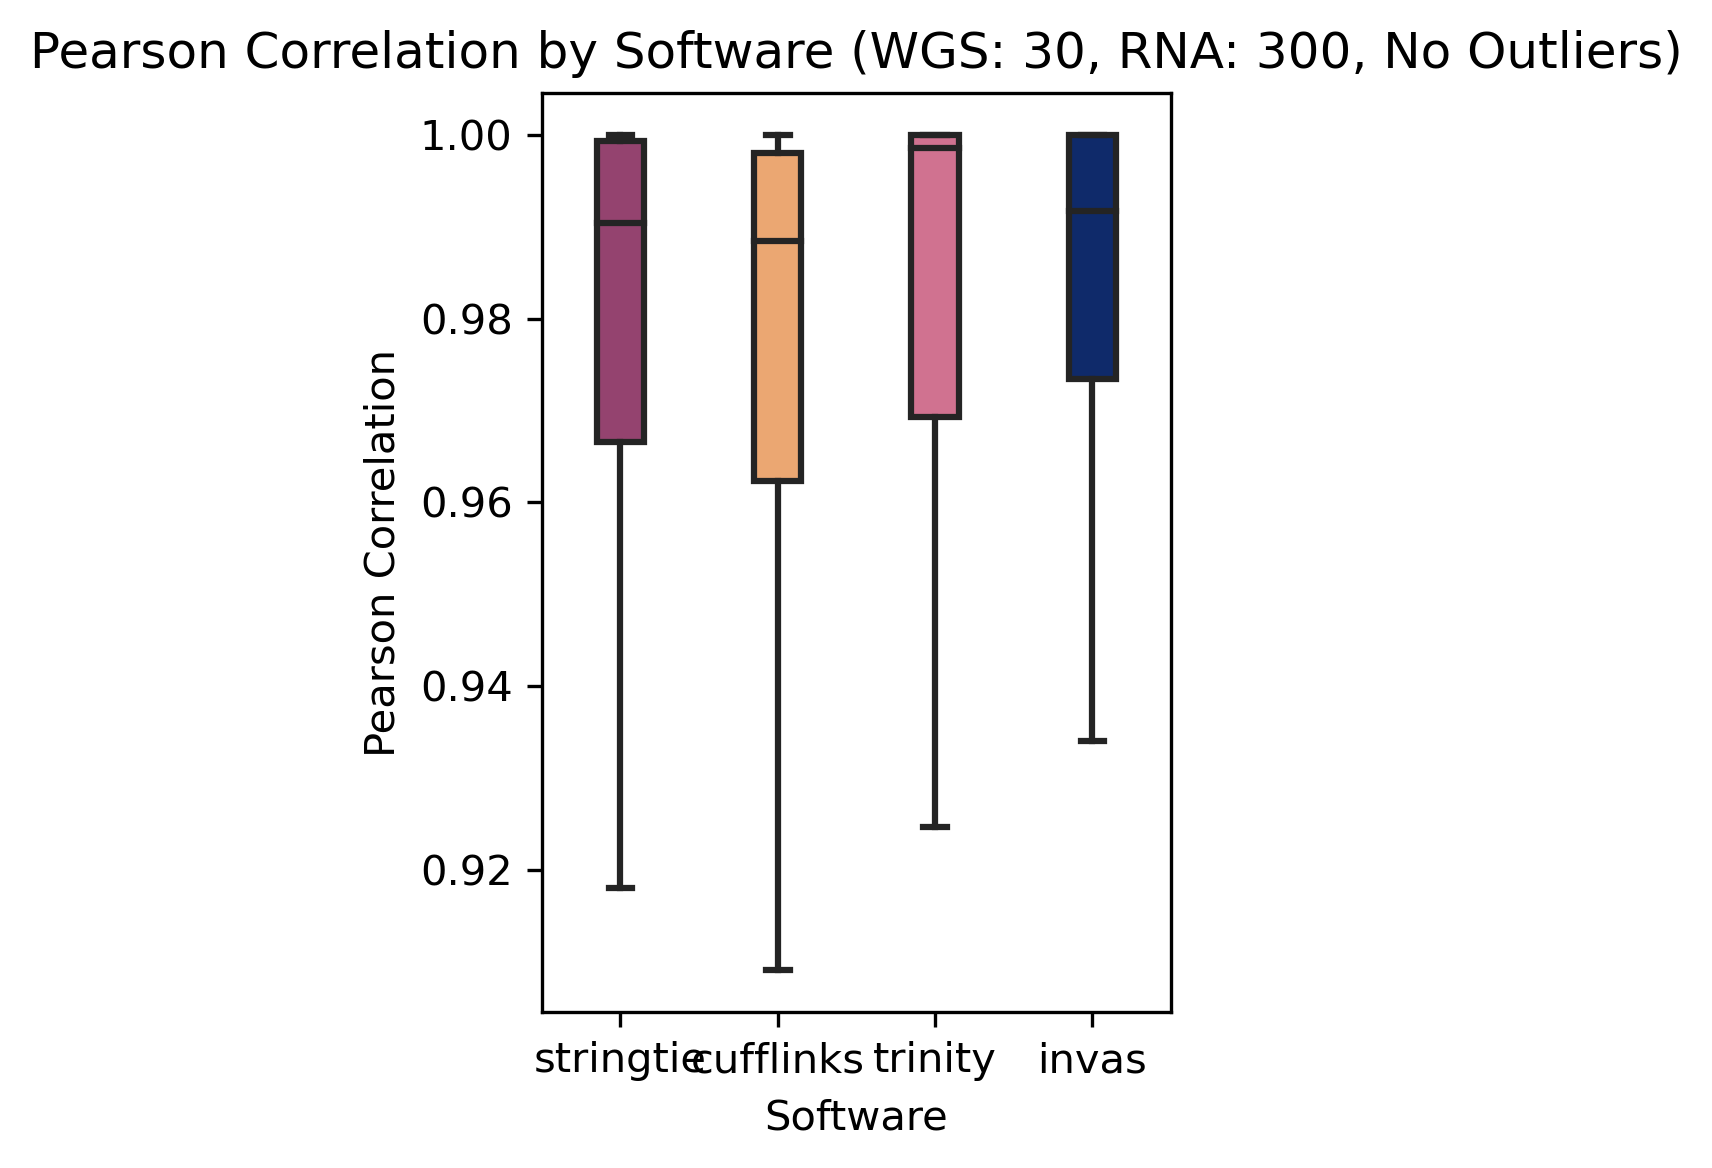 Pearson Correlation by Software (WGS: 30, RNA: 300, No Outliers)
1.00
0.98
0.96
0.94
0.92
Pearson Correlation
stringtie cufflinks trinity invas
Software